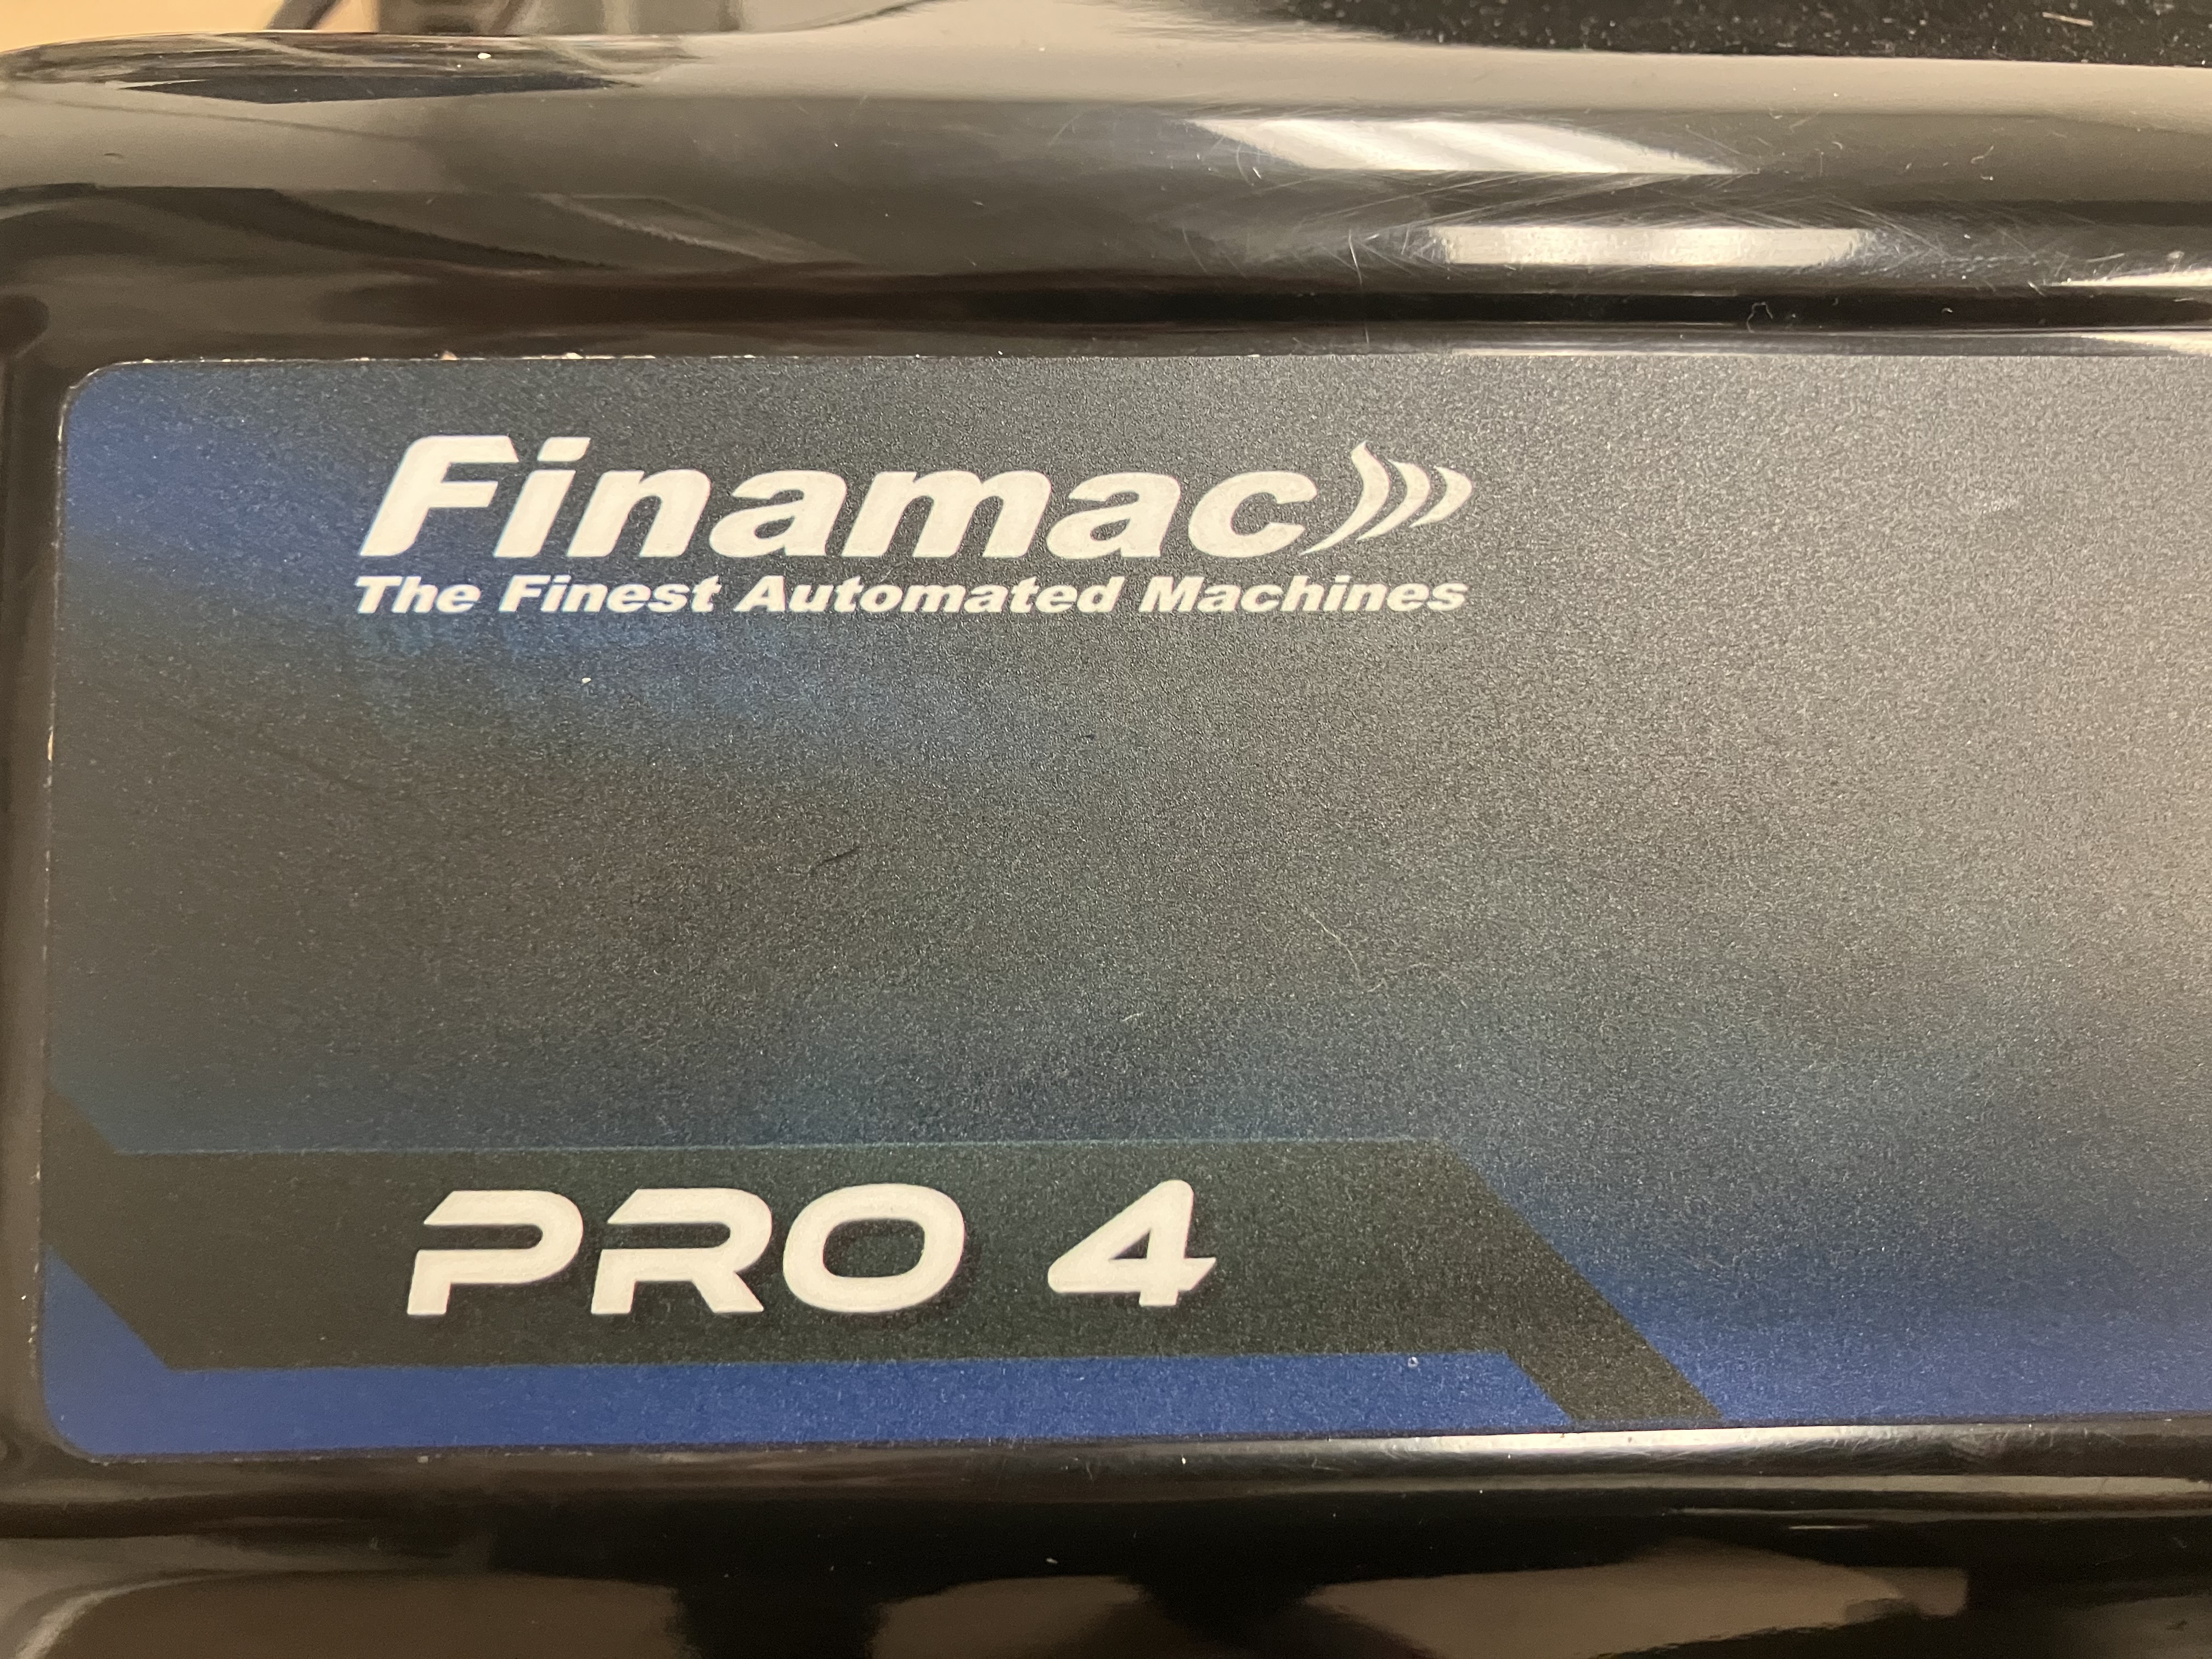 Finamac
The Finest Automated Machines
PRO 4